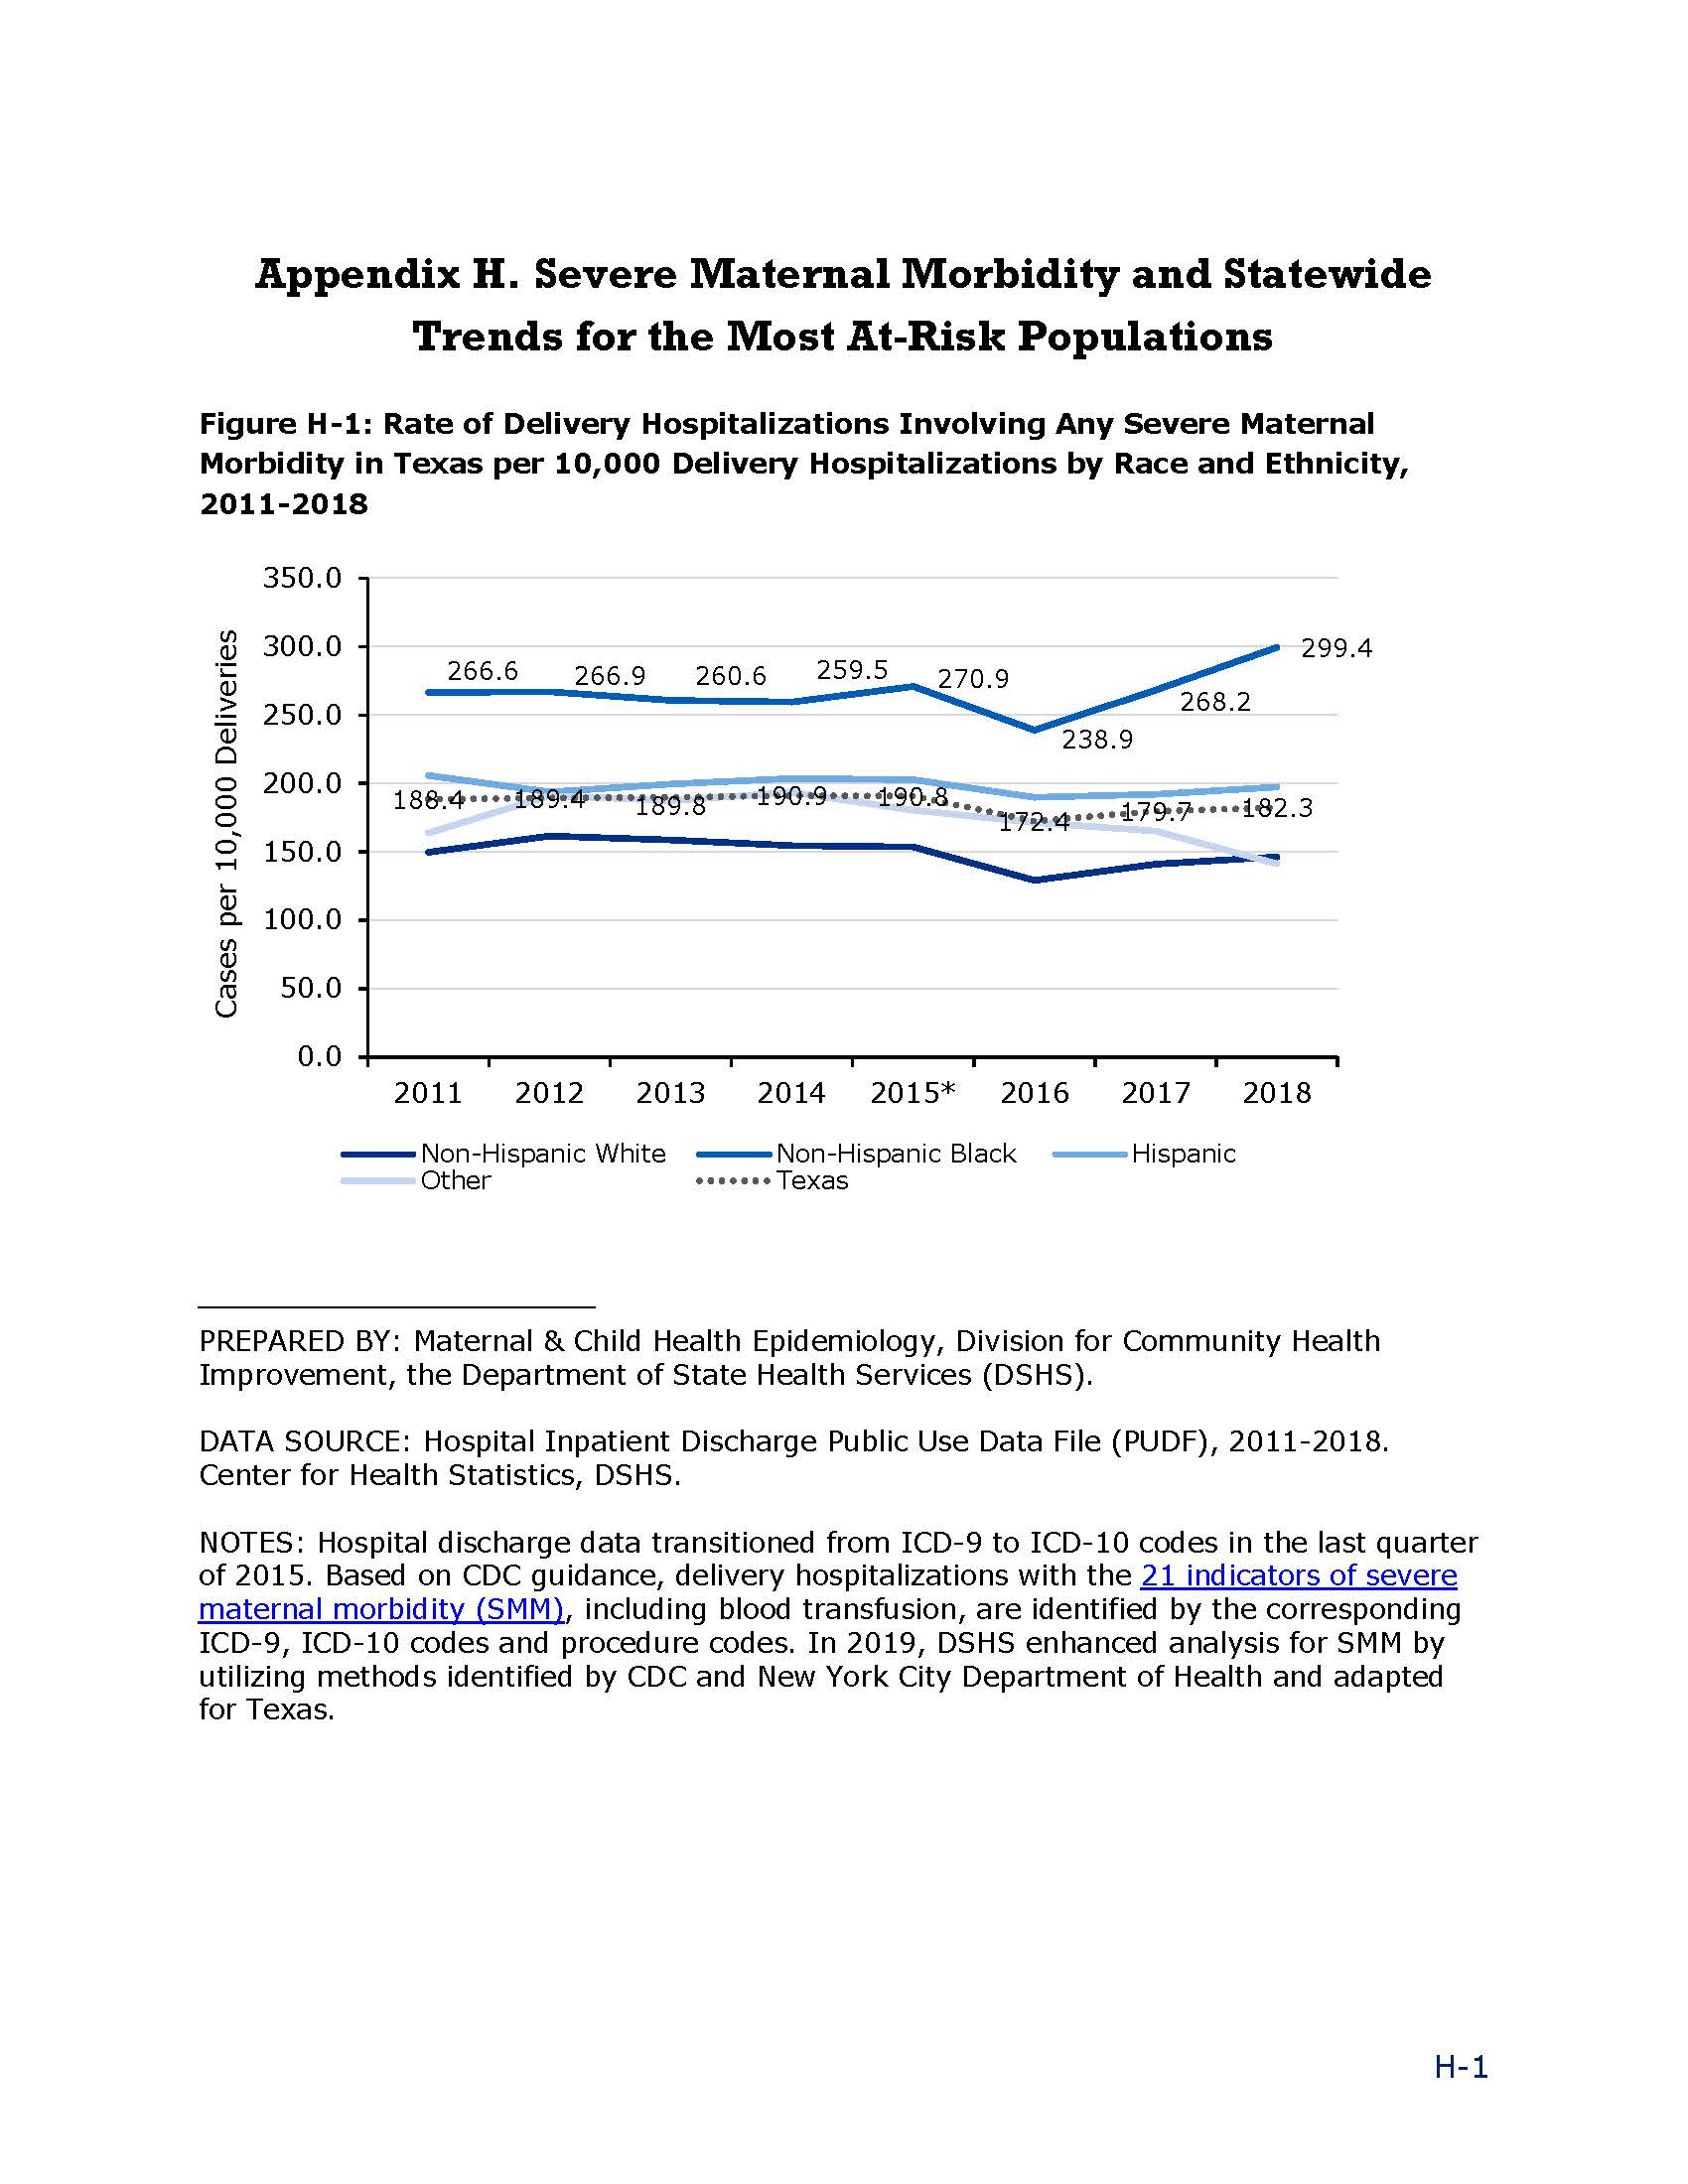 Appendix H. Severe Maternal Morbidity and Statewide
Trends for the Most At-Risk Populations
Figure H-1: Rate of Delivery Hospitalizations Involving Any Severe Maternal
Morbidity in Texas per 10,000 Delivery Hospitalizations by Race and Ethnicity,
2011-2018
Cases per 10,000 Deliveries
350.0
300.0
250.0
200.0
150.0
100.0
50.0
0.0
266.6 266.9 260.6 259.5 270.9 238.9 268.2 299.4
188.4 189.4 189.8 190.9 190.8 172.4 179.7 182.3
2011 2012 2013 2014 2015* 2016 2017 2018
Non-Hispanic White Non-Hispanic Black Hispanic
Other Texas
PREPARED BY: Maternal & Child Health Epidemiology, Division for Community Health
Improvement, the Department of State Health Services (DSHS).
DATA SOURCE: Hospital Inpatient Discharge Public Use Data File (PUDF), 2011-2018.
Center for Health Statistics, DSHS.
NOTES: Hospital discharge data transitioned from ICD-9 to ICD-10 codes in the last quarter
of 2015. Based on CDC guidance, delivery hospitalizations with the 21 indicators of severe
maternal morbidity (SMM), including blood transfusion, are identified by the corresponding
ICD-9, ICD-10 codes and procedure codes. In 2019, DSHS enhanced analysis for SMM by
utilizing methods identified by CDC and New York City Department of Health and adapted
for Texas.
H-1